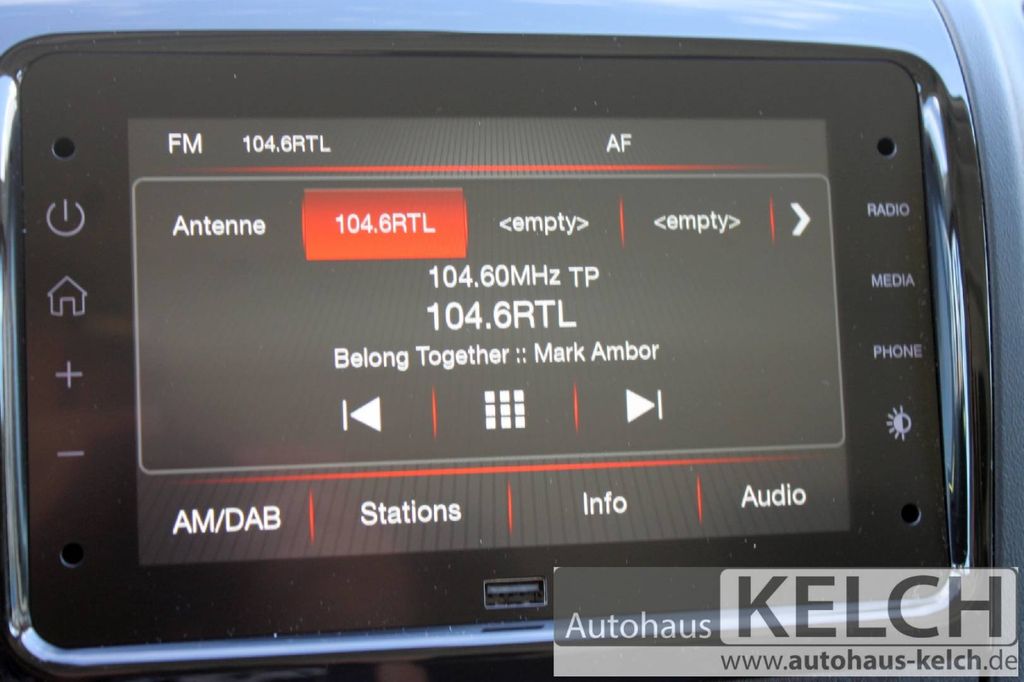 FM 104.6RTL AF
Antenne 104.6RTL <empty> <empty>
RADIO
104.60MHz TP
MEDIA
104.6RTL
Belong Together :: Mark Ambor
PHONE
AM/DAB Stations Info Audio
Autohaus KELCH
www.autohaus-kelch.de